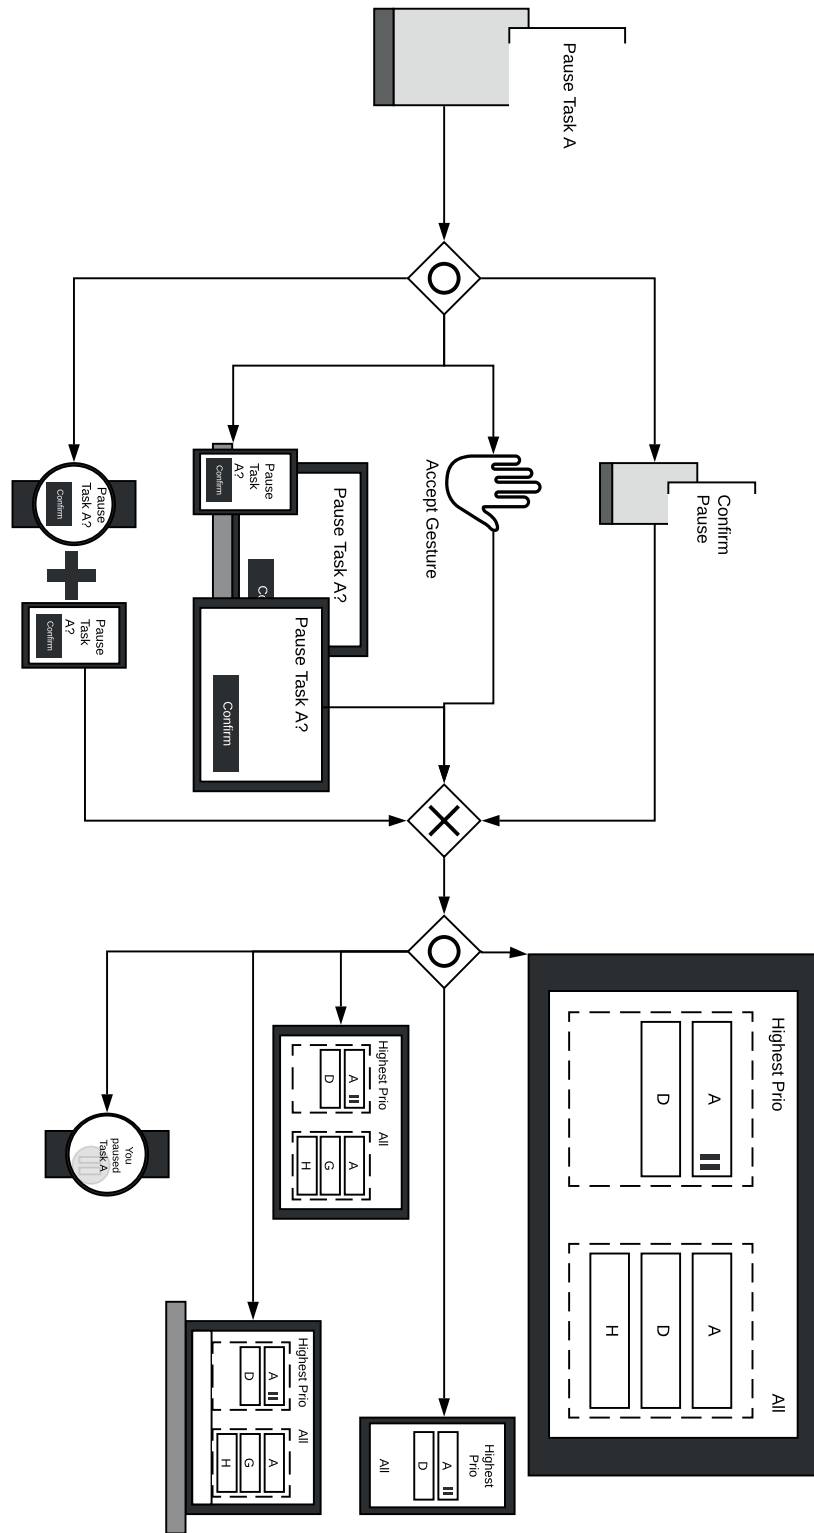 Pause Task A
Confirm
Pause
Accept Gesture
Pause Task A?
Co
Pause
Task
A?
Confirm
Pause Task A?
Confirm
Pause
Task A?
Confirm
Pause
Task
A?
Confirm
Highest Prio
A
D
All
A
D
H
Highest
Prio
A
D
All
Highest Prio
A
D
All
A
G
H
Highest Prio
A
D
All
A
G
H
You
paused
Task A